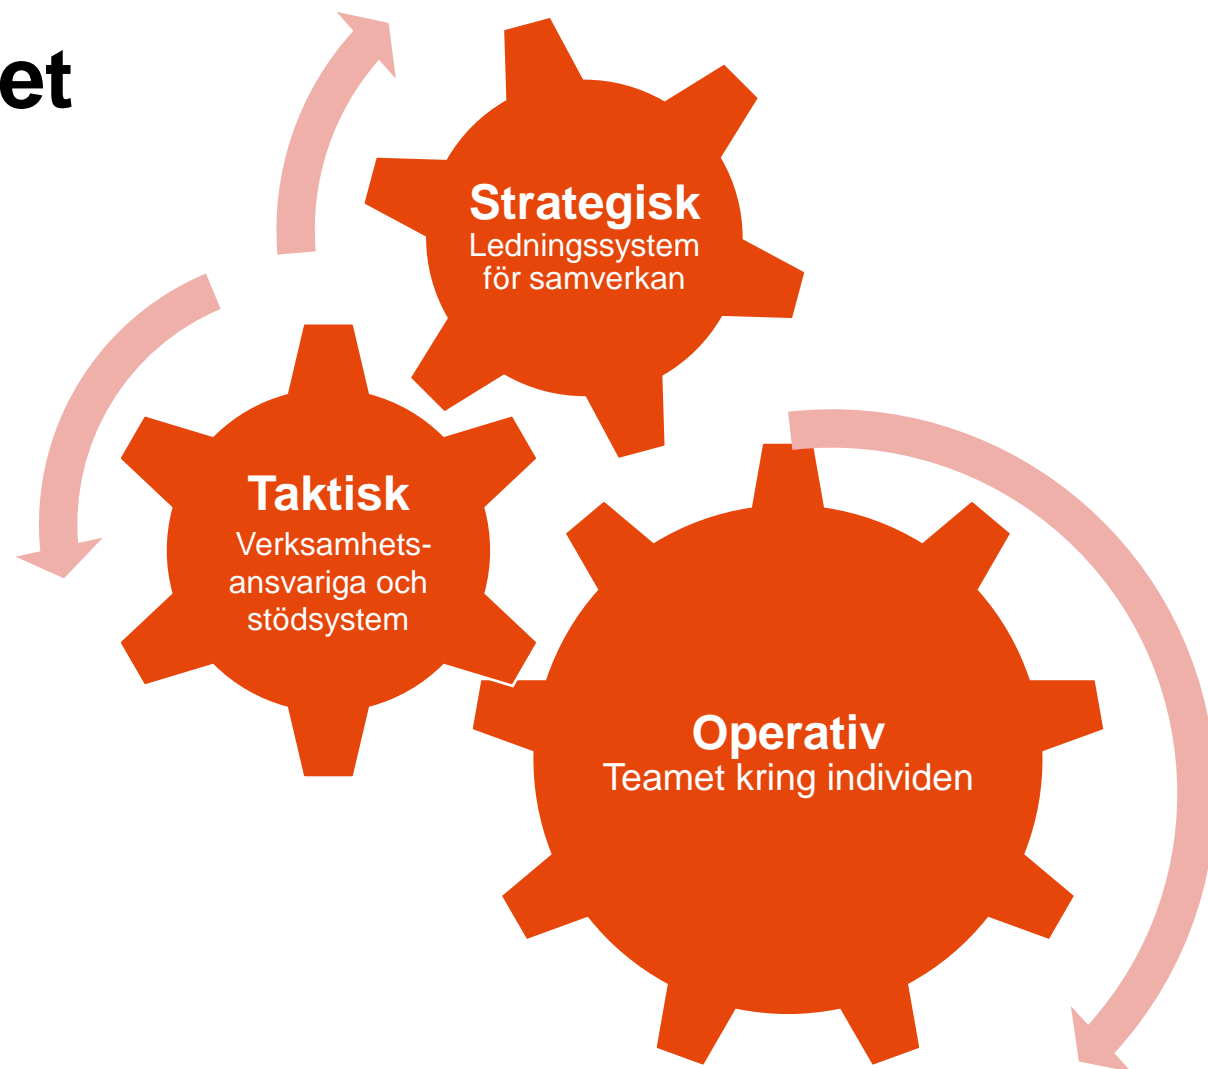 et
Strategisk
Ledningssystem
för samverkan
Taktisk
Verksamhets-
ansvariga och
stödsystem
Operativ
Teamet kring individen